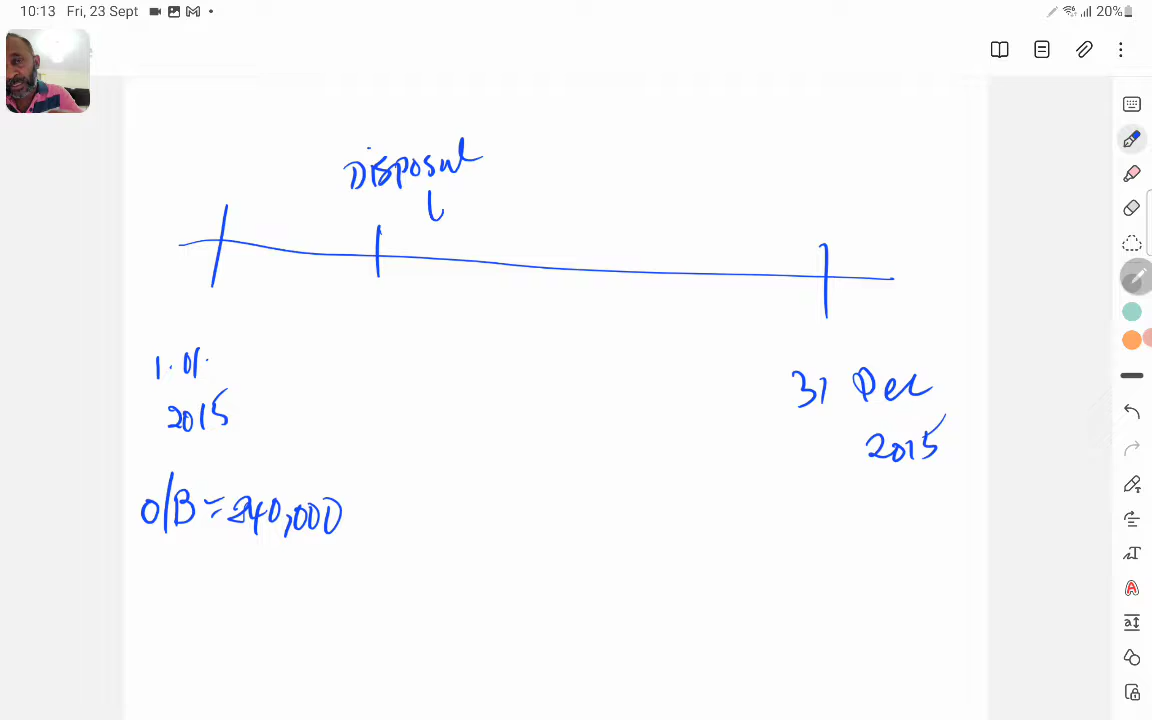 10:13 Fri, 23 Sept
20%
Disposal
1.01.
2015
31 Dec
2015
O/B = 240,000